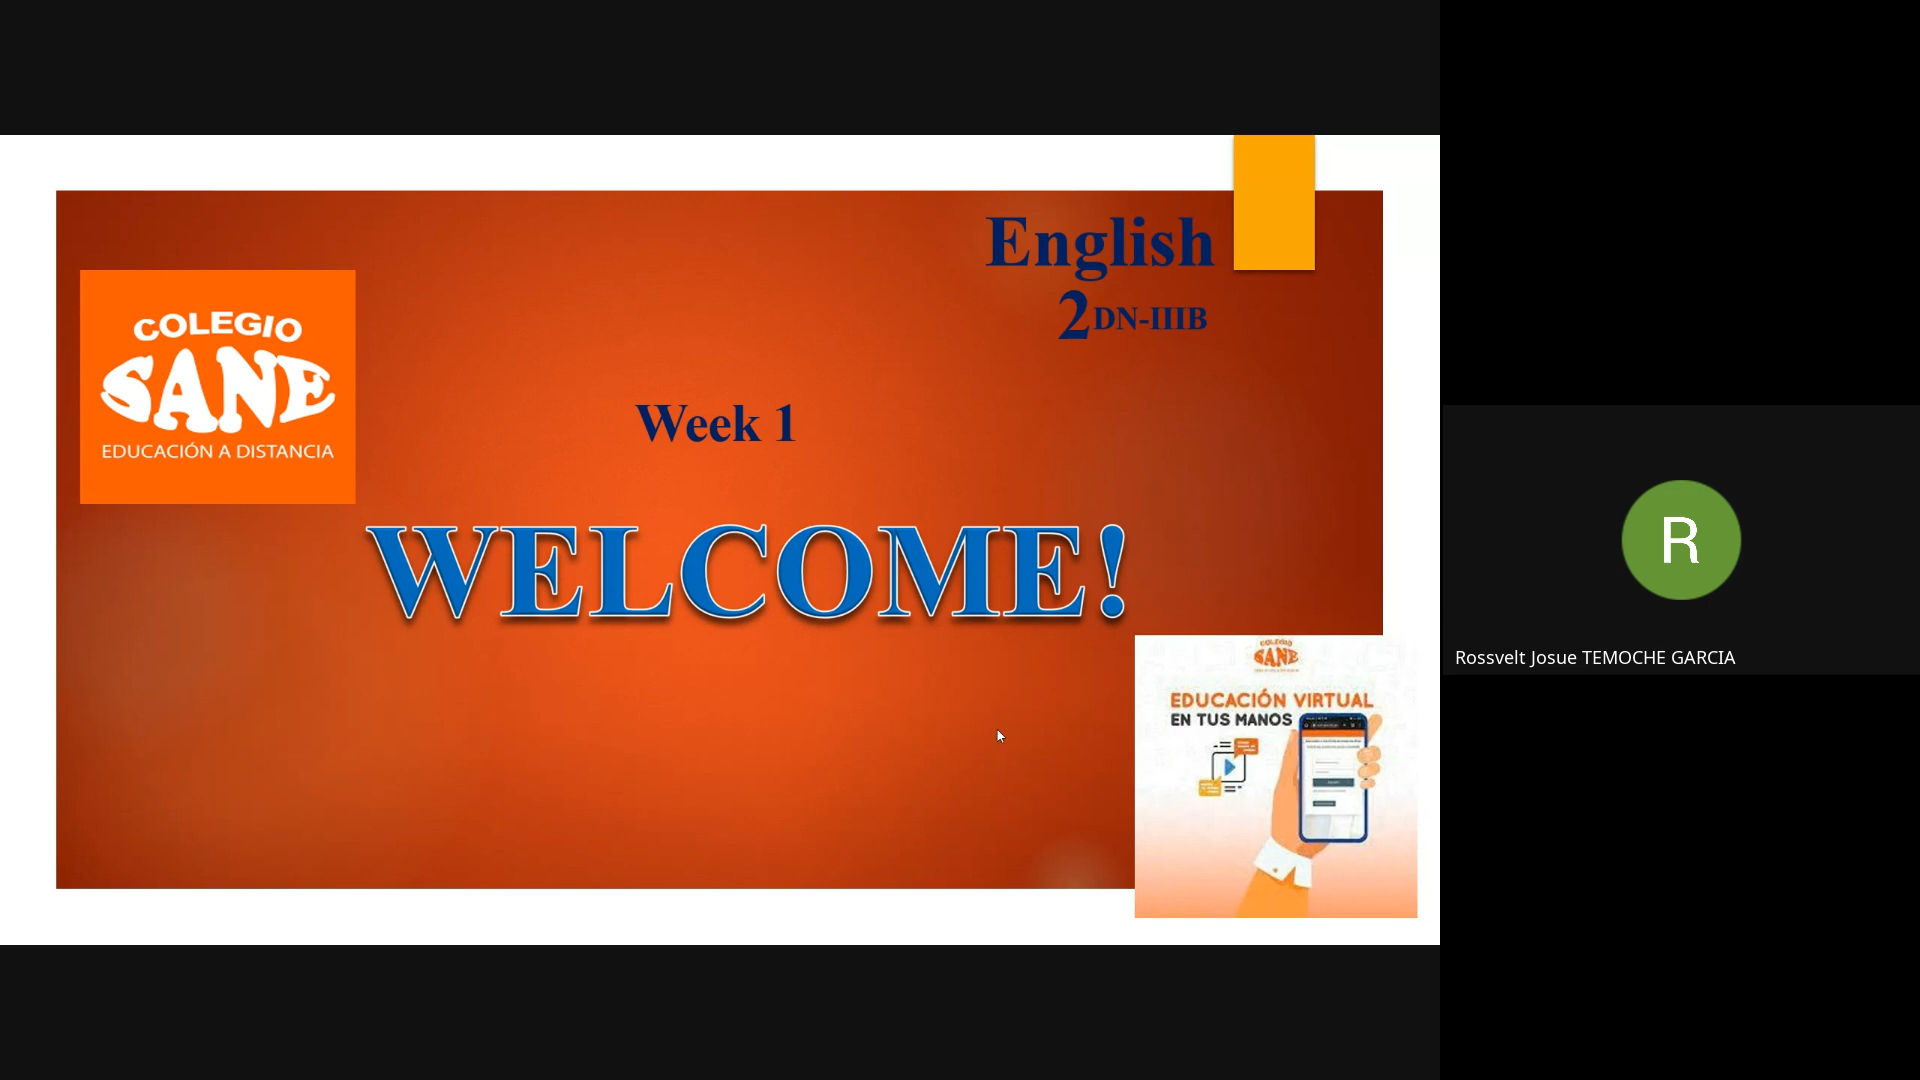 English
2DN-IIIB
COLEGIO
SANE
EDUCACIÓN A DISTANCIA
Week 1
WELCOME!
COLEGIO
SANE
EDUCACIÓN VIRTUAL
EN TUS MANOS
R
Rossvelt Josue TEMOCHE GARCIA